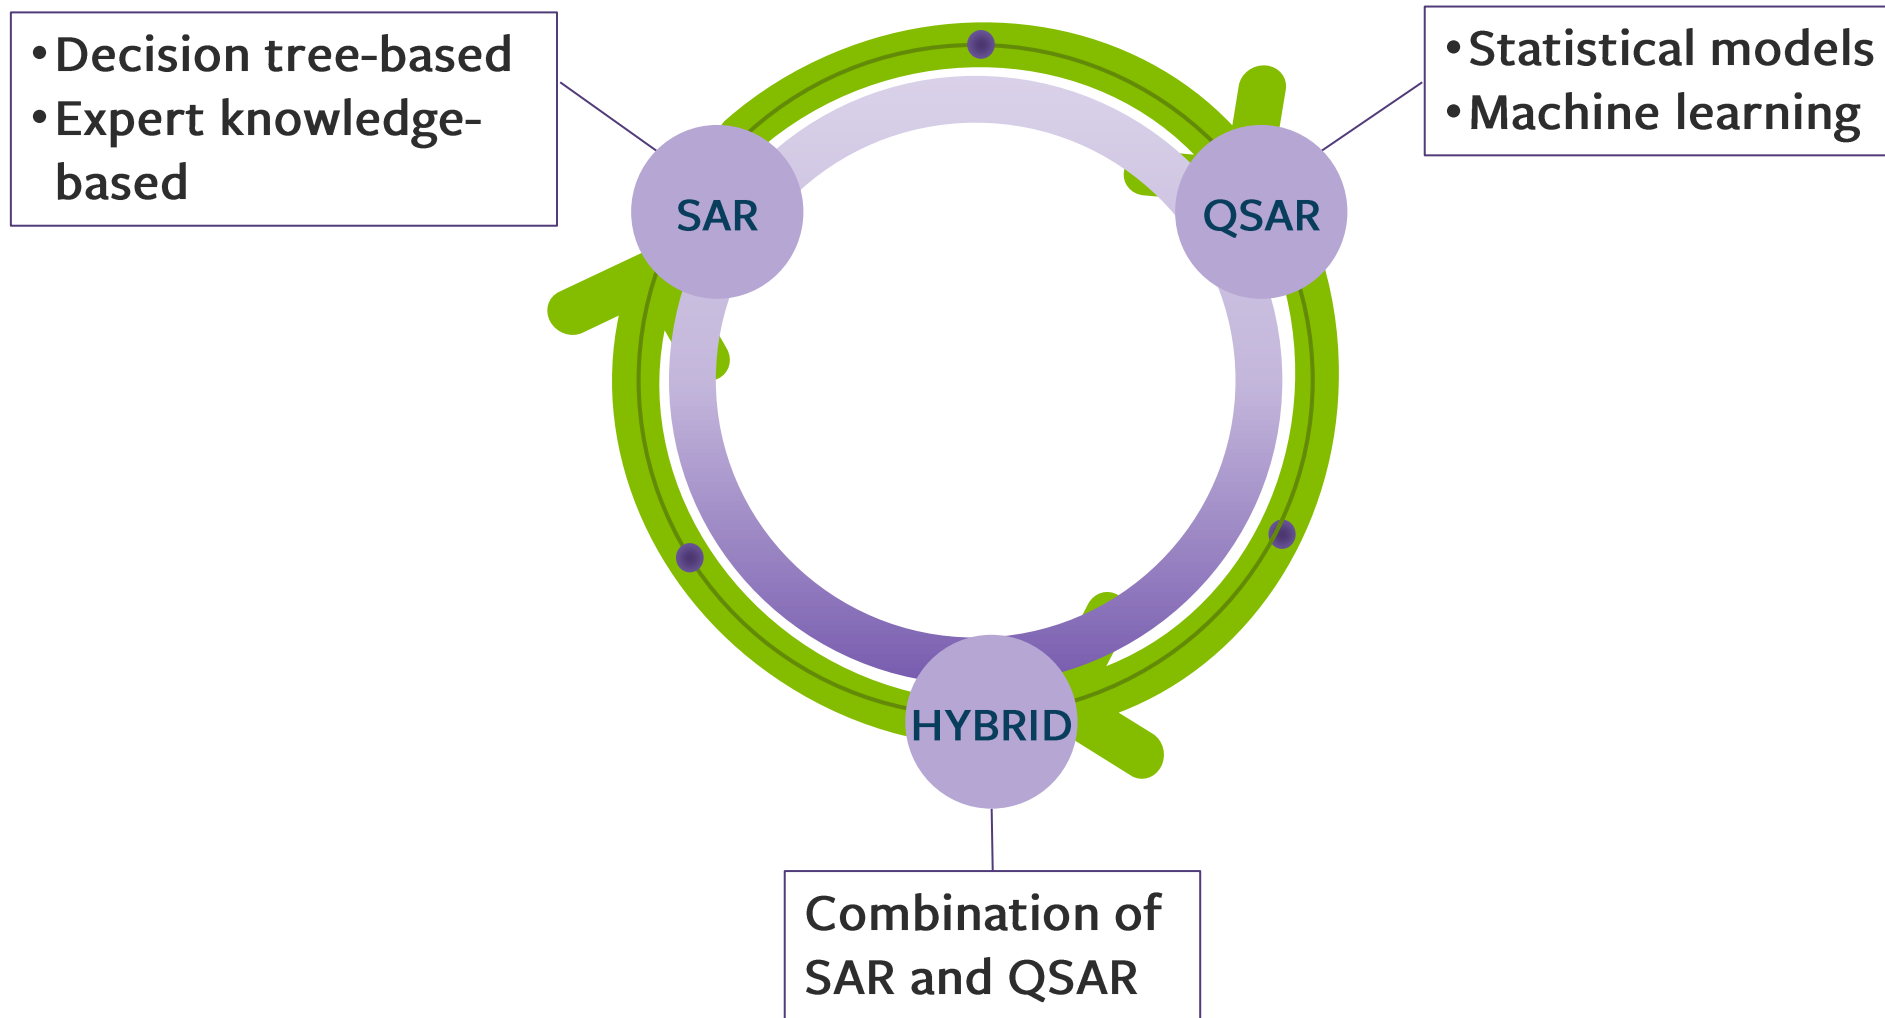 • Decision tree-based
• Expert knowledge-
based
• Statistical models
• Machine learning
SAR
QSAR
HYBRID
Combination of
SAR and QSAR